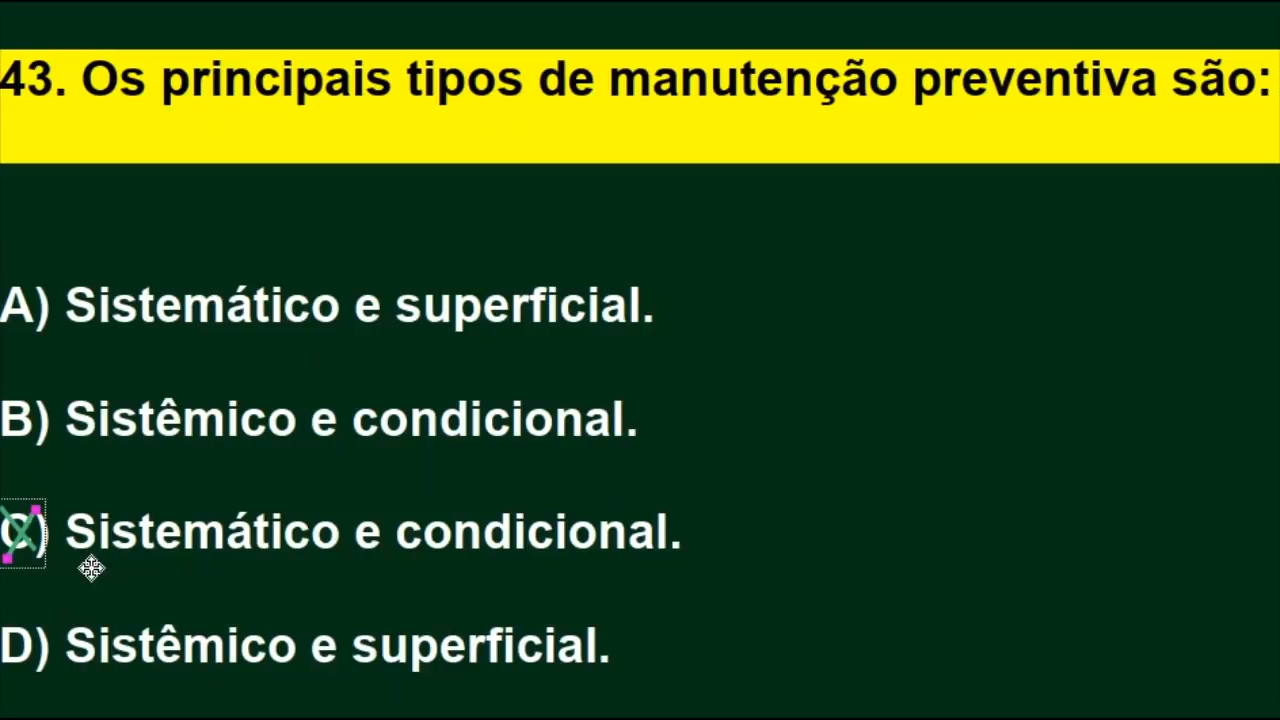 43. Os principais tipos de manutenção preventiva são:
A) Sistemático e superficial.
B) Sistêmico e condicional.
C) Sistemático e condicional.
D) Sistêmico e superficial.